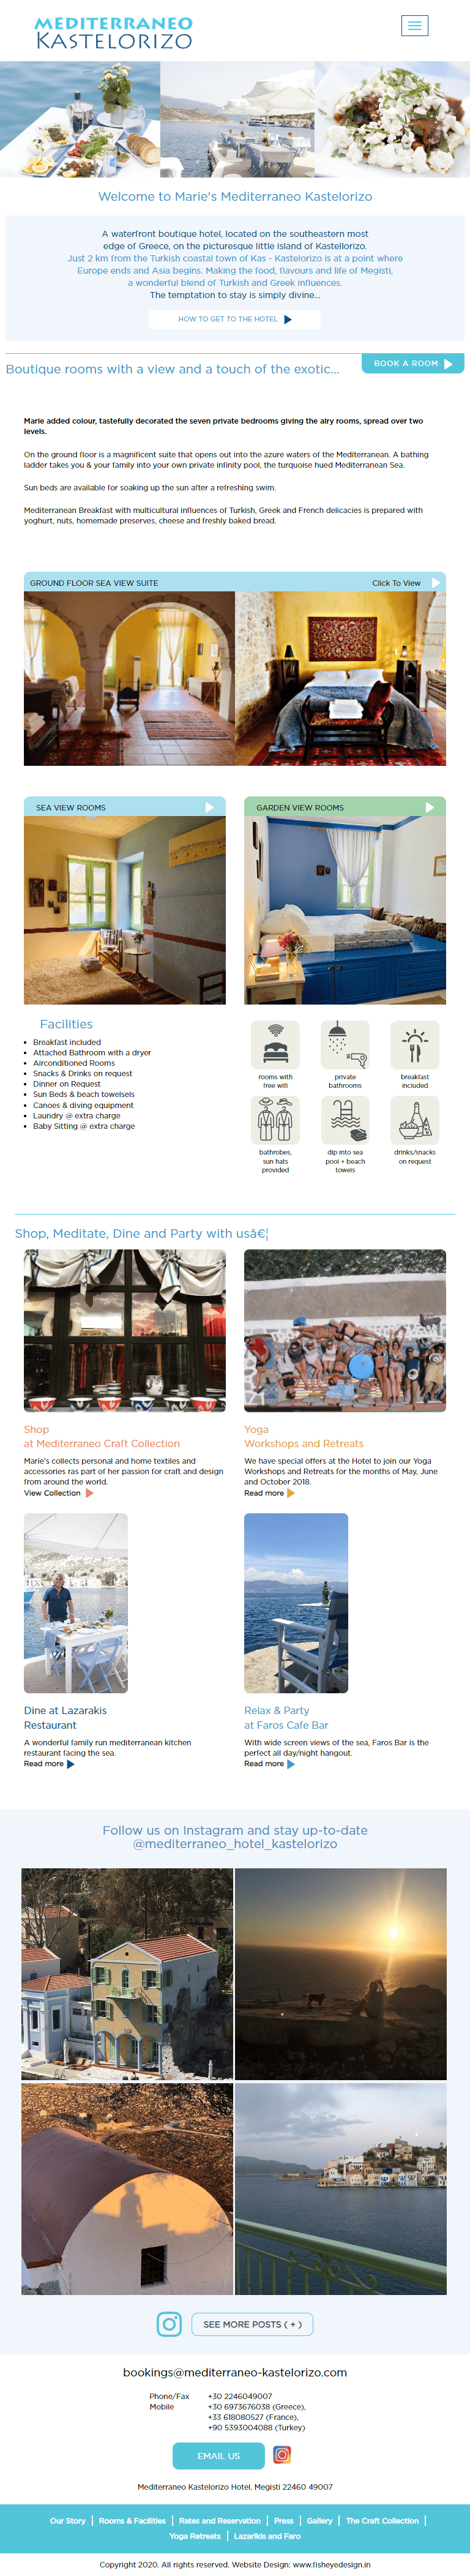 MEDITERRANEO
KASTELORIZO
Welcome to Marie's Mediterraneo Kastelorizo
A waterfront boutique hotel, located on the southeastern most
edge of Greece, on the picturesque little island of Kastellorizo.
Just 2 km from the Turkish coastal town of Kas - Kastelorizo is at a point where
Europe ends and Asia begins. Making the food, flavours and life of Megisti,
a wonderful blend of Turkish and Greek influences.
The temptation to stay is simply divine...
HOW TO GET TO THE HOTEL
BOOK A ROOM
Boutique rooms with a view and a touch of the exotic...
Marie added colour, tastefully decorated the seven private bedrooms giving the airy rooms, spread over two
levels.
On the ground floor is a magnificent suite that opens out into the azure waters of the Mediterranean. A bathing
ladder takes you & your family into your own private infinity pool, the turquoise hued Mediterranean Sea.
Sun beds are available for soaking up the sun after a refreshing swim.
Mediterranean Breakfast with multicultural influences of Turkish, Greek and French delicacies is prepared with
yoghurt, nuts, homemade preserves, cheese and freshly baked bread.
GROUND FLOOR SEA VIEW SUITE Click To View
SEA VIEW ROOMS
GARDEN VIEW ROOMS
Facilities
Breakfast included
Attached Bathroom with a dryer
Airconditioned Rooms
Snacks & Drinks on request
Dinner on Request
Sun Beds & beach towelsels
Canoes & diving equipment
Laundry @ extra charge
Baby Sitting @ extra charge
rooms with
free wifi
private
bathrooms
breakfast
included
bathrobes,
sun hats
provided
dip into sea
pool + beach
towels
drinks/snacks
on request
Shop, Meditate, Dine and Party with usâ€¦
Shop
at Mediterraneo Craft Collection
Marie's collects personal and home textiles and
accessories ras part of her passion for craft and design
from around the world.
View Collection
Yoga
Workshops and Retreats
We have special offers at the Hotel to join our Yoga
Workshops and Retreats for the months of May, June
and October 2018.
Read more
Dine at Lazarakis
Restaurant
A wonderful family run mediterranean kitchen
restaurant facing the sea.
Read more
Relax & Party
at Faros Cafe Bar
With wide screen views of the sea, Faros Bar is the
perfect all day/night hangout.
Read more
Follow us on Instagram and stay up-to-date
@mediterraneo_hotel_kastelorizo
SEE MORE POSTS ( + )
bookings@mediterraneo-kastelorizo.com
Phone/Fax +30 2246049007
Mobile +30 6973676038 (Greece),
+33 618080527 (France),
+90 5393004088 (Turkey)
EMAIL US
Mediterraneo Kastelorizo Hotel, Megisti 22460 49007
Our Story | Rooms & Facilities | Rates and Reservation | Press | Gallery | The Craft Collection |
Yoga Retreats | Lazarikis and Faro
Copyright 2020. All rights reserved. Website Design: www.fisheyedesign.in